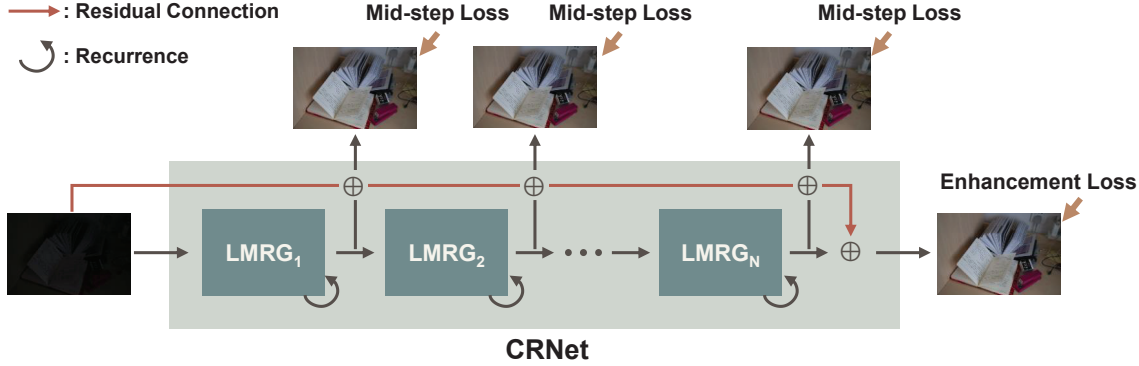 : Residual Connection
: Recurrence
Mid-step Loss
Mid-step Loss
Mid-step Loss
Enhancement Loss
LMRG1
LMRG2
LMRGN
CRNet